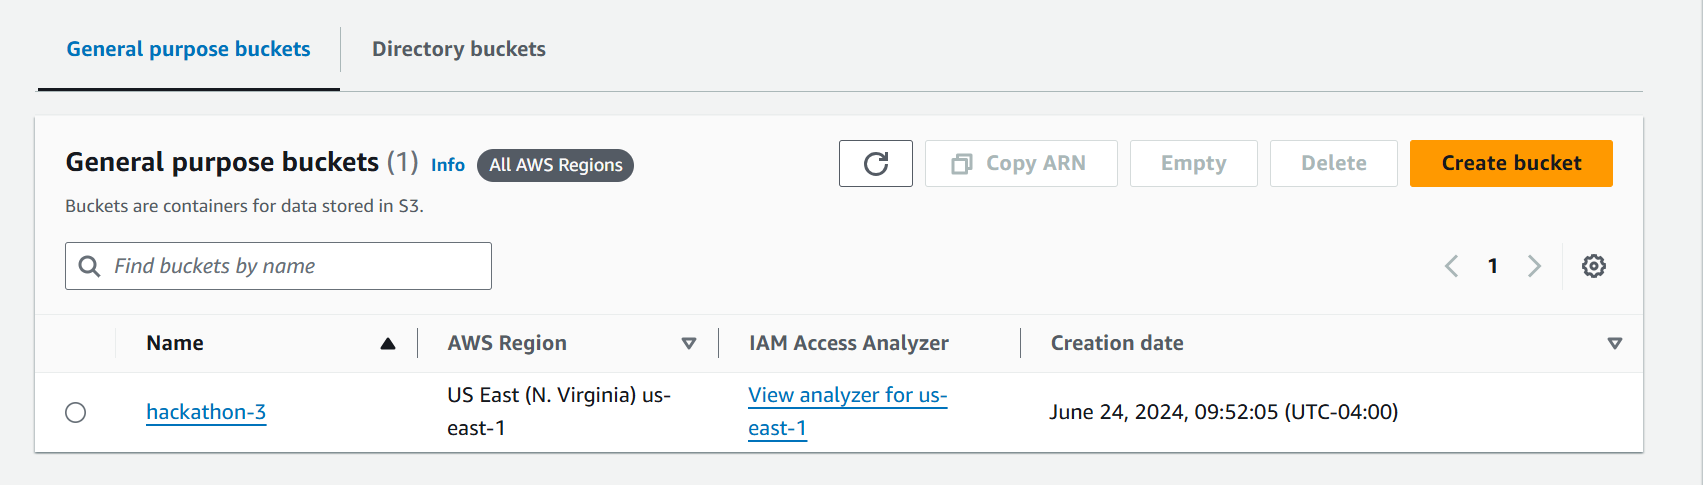 General purpose buckets
Directory buckets
General purpose buckets (1) Info All AWS Regions
Copy ARN
Empty
Delete
Create bucket
Buckets are containers for data stored in S3.
Find buckets by name
1
Name
AWS Region
IAM Access Analyzer
Creation date
hackathon-3
US East (N. Virginia) us-
east-1
View analyzer for us-
east-1
June 24, 2024, 09:52:05 (UTC-04:00)